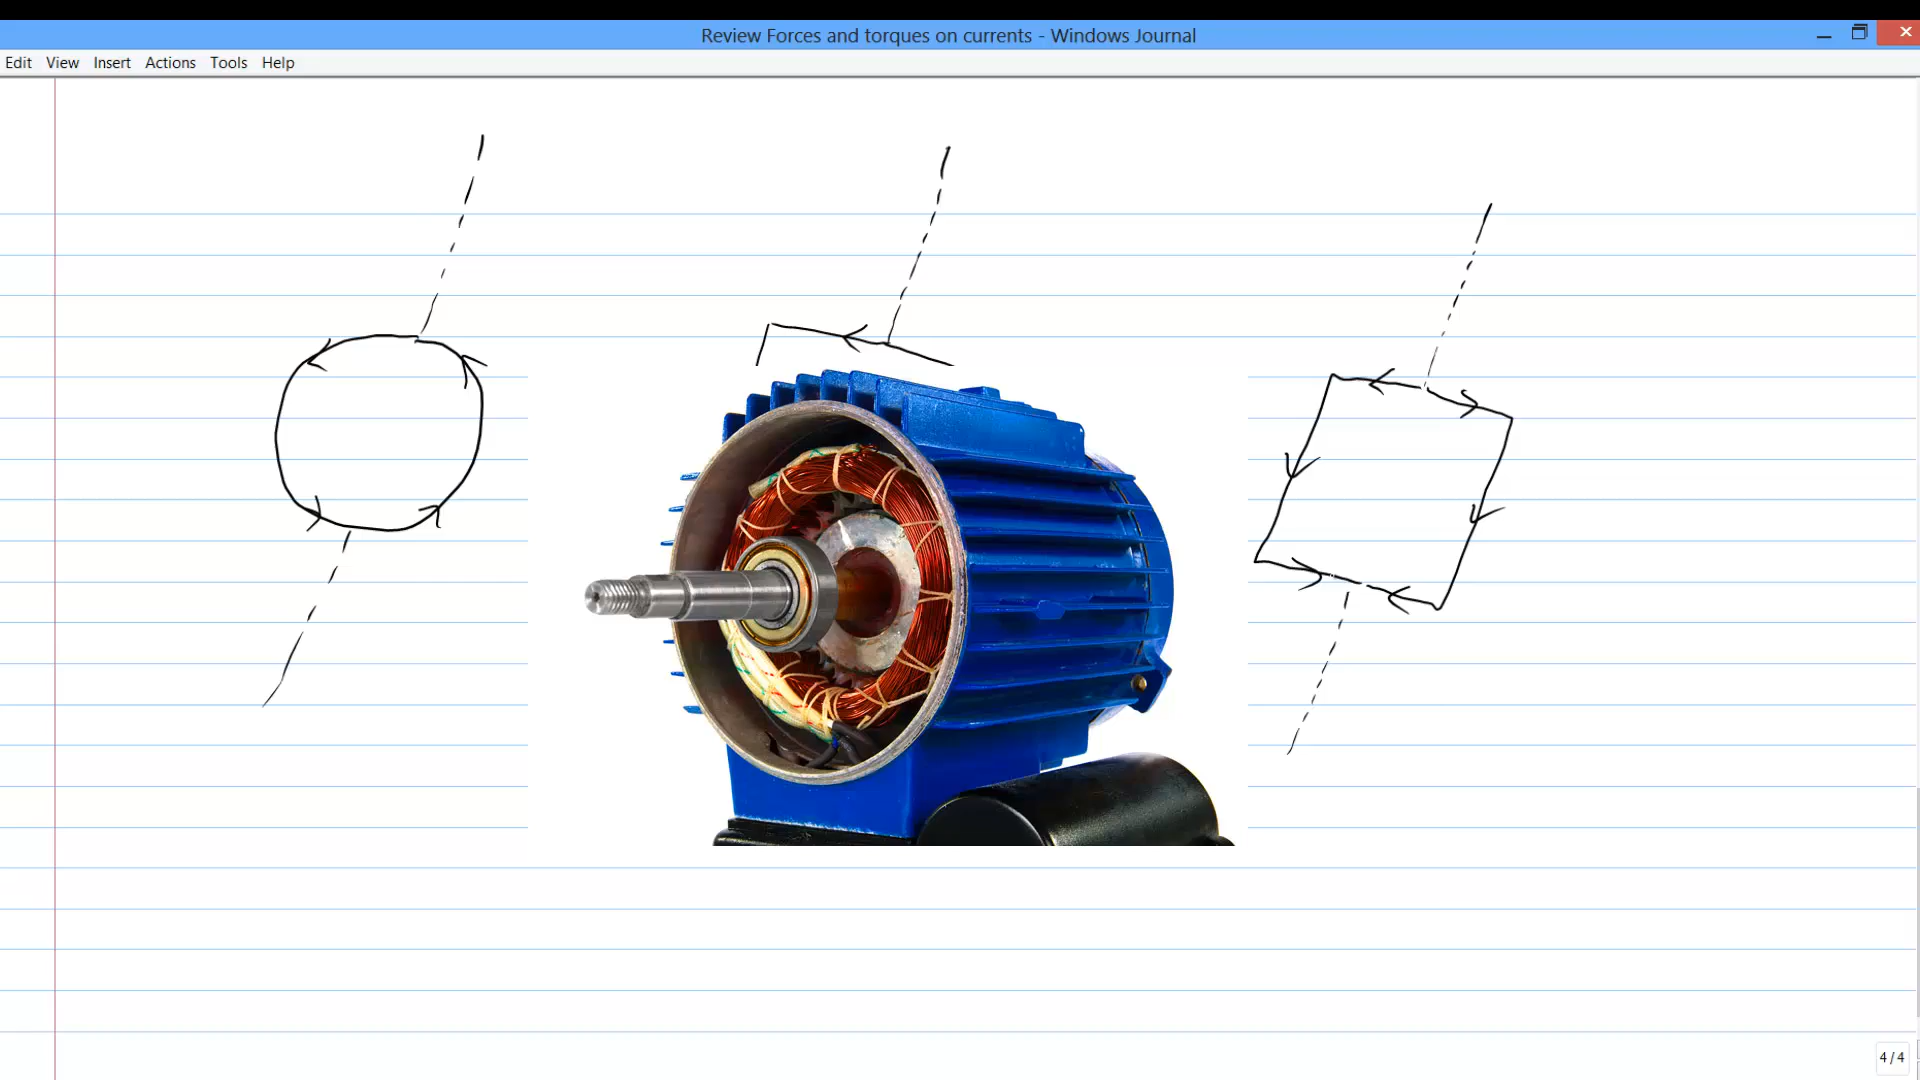 Review Forces and torques on currents - Windows Journal
Edit View Insert Actions Tools Help
4 / 4